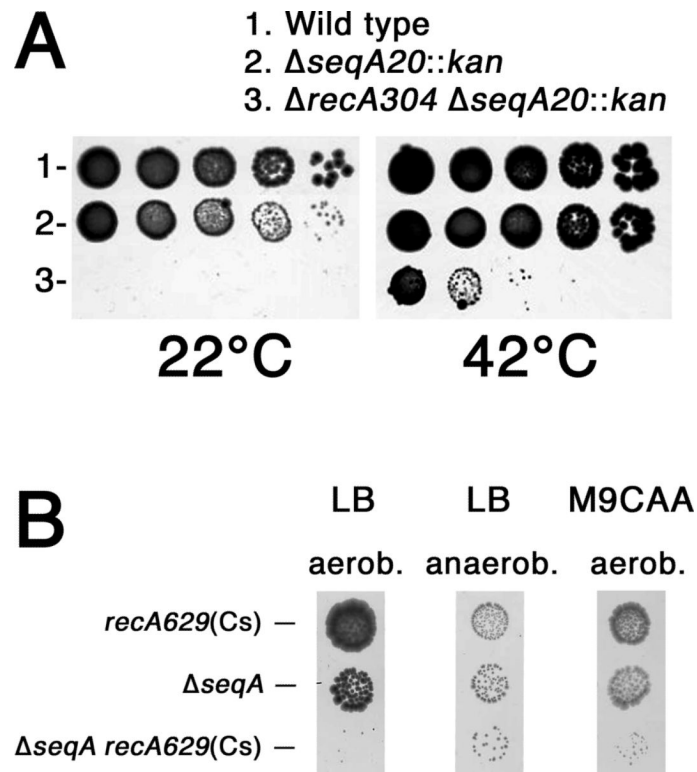 A
1. Wild type
2. ΔseqA20::kan
3. ΔrecA304 ΔseqA20::kan
1-
2-
3-
22°C 42°C
B
LB LB M9CAA
aerob. anaerob. aerob.
recA629(Cs) –
ΔseqA –
ΔseqA recA629(Cs) –